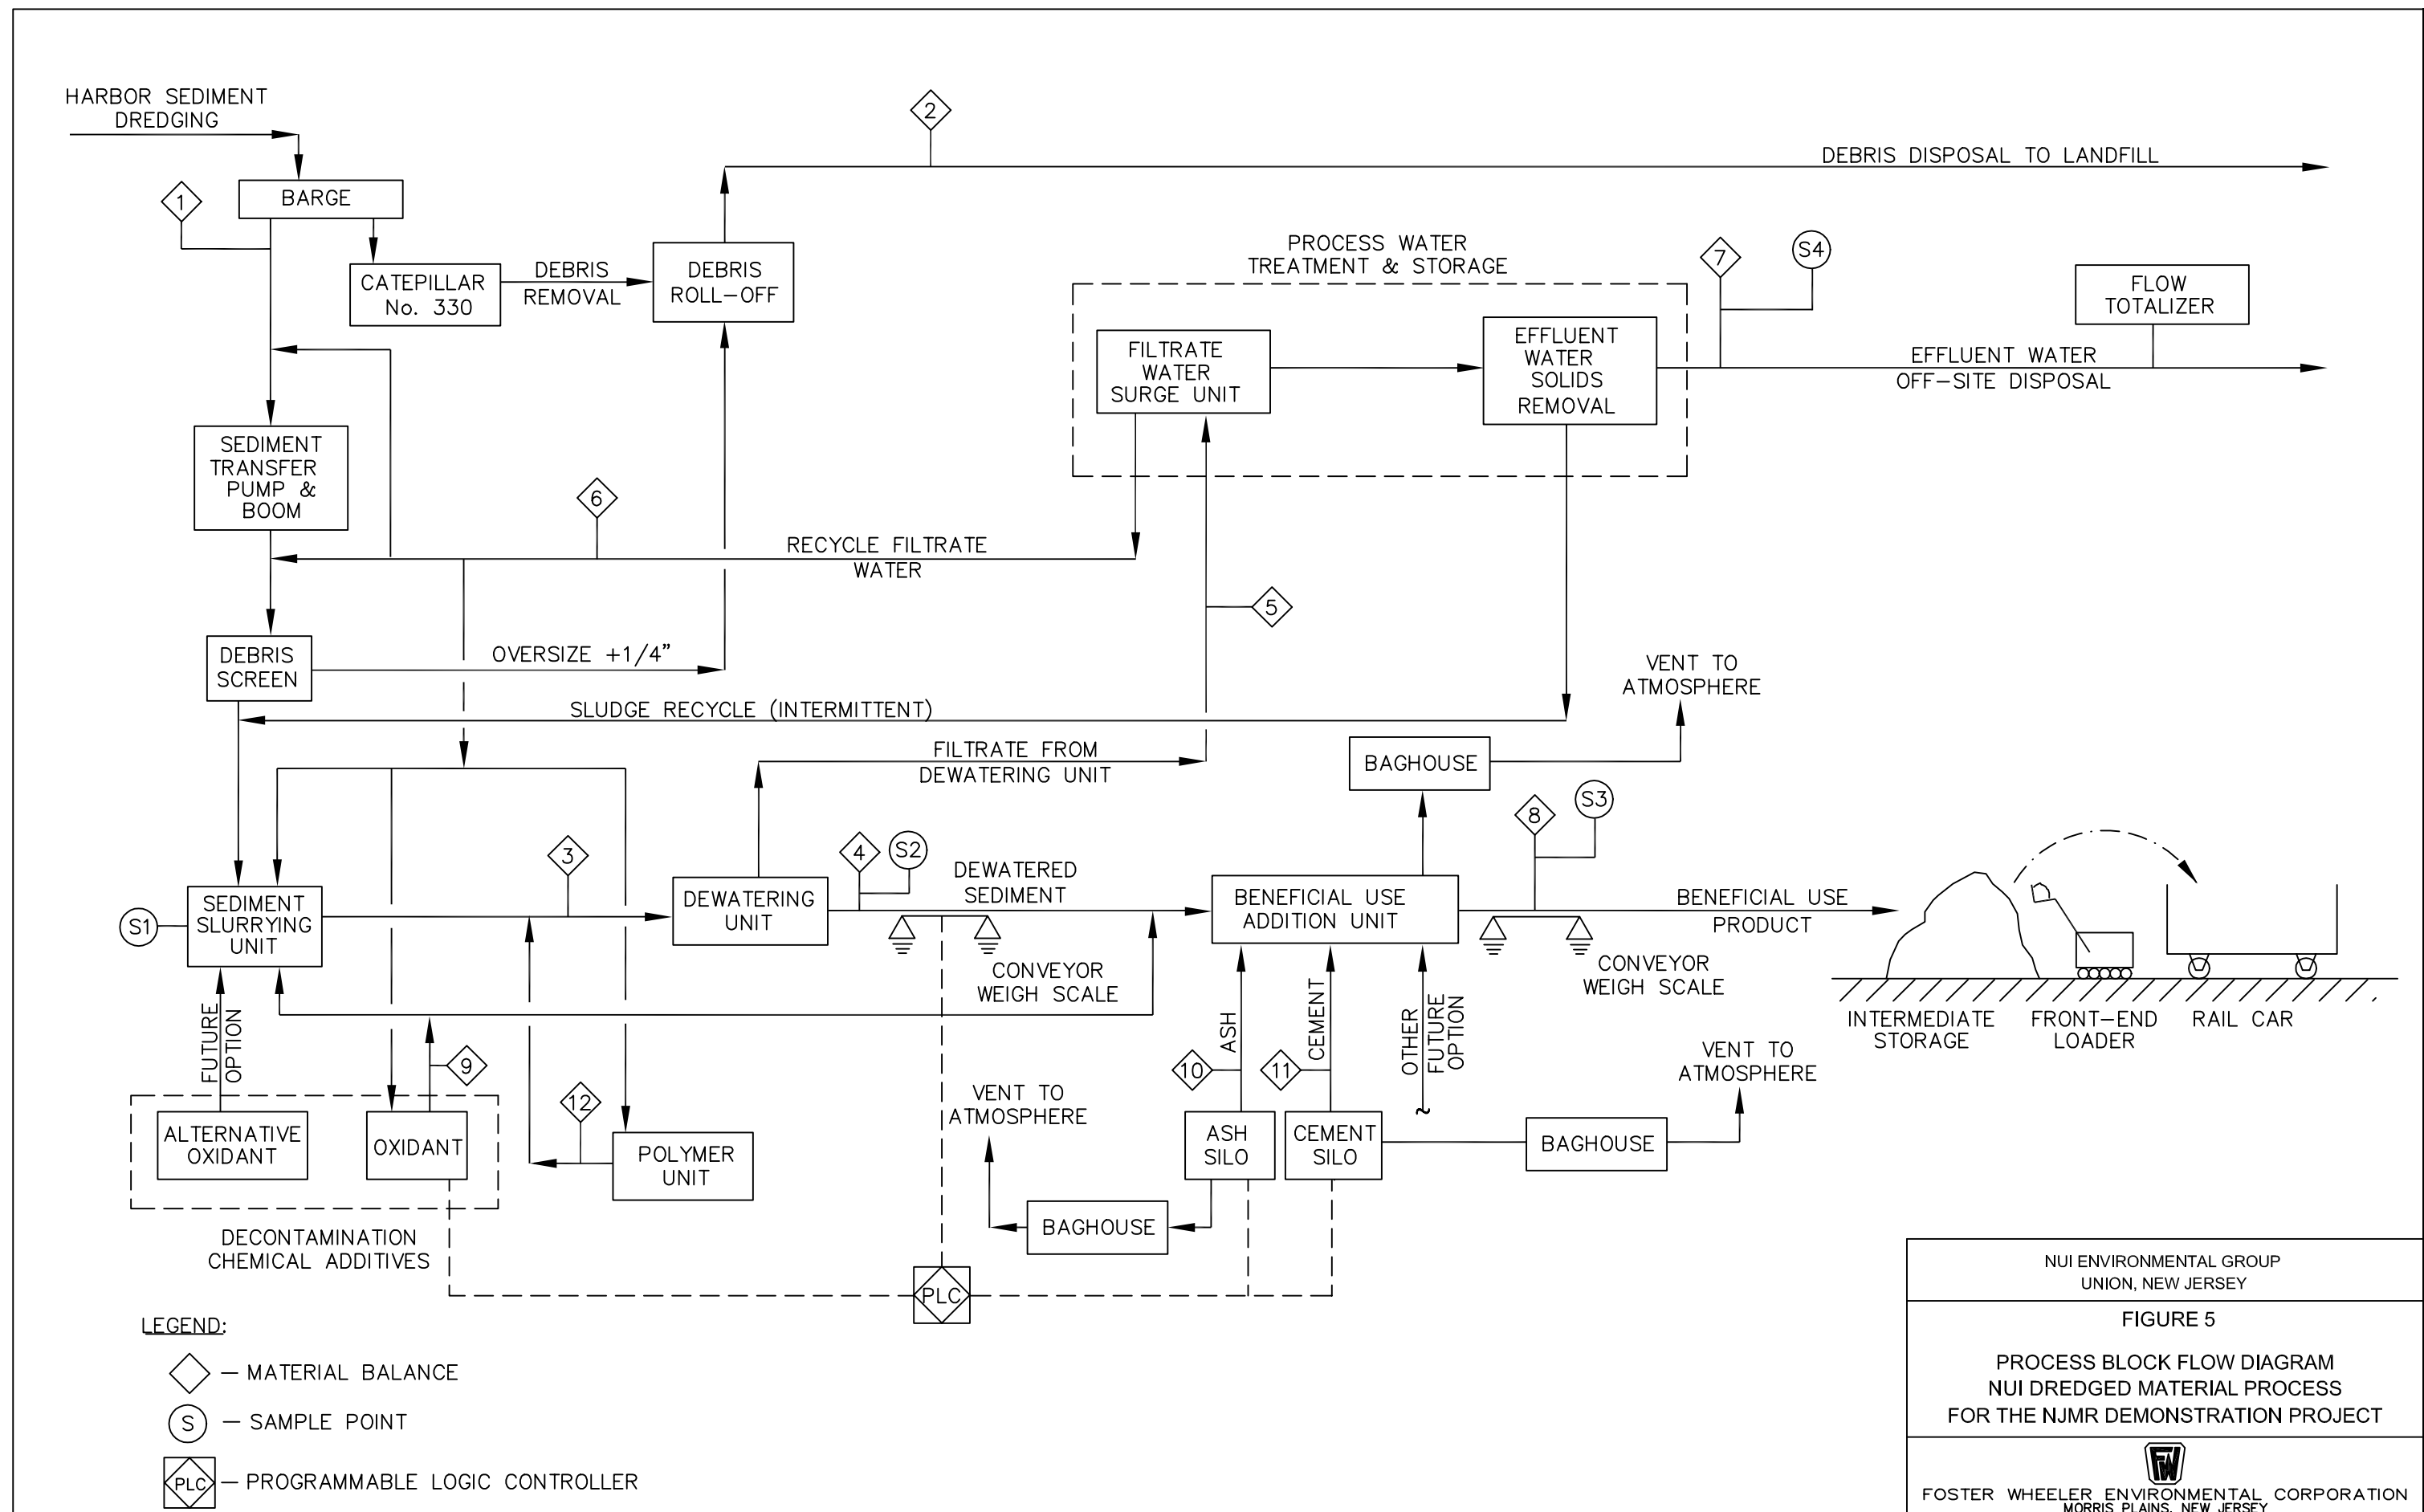 HARBOR SEDIMENT
DREDGING
2
DEBRIS DISPOSAL TO LANDFILL
1
BARGE
CATEPILLAR
No. 330
DEBRIS
REMOVAL
DEBRIS
ROLL-OFF
PROCESS WATER
TREATMENT & STORAGE
7
S4
FLOW
TOTALIZER
FILTRATE
WATER
SURGE UNIT
EFFLUENT
WATER
SOLIDS
REMOVAL
EFFLUENT WATER
OFF-SITE DISPOSAL
SEDIMENT
TRANSFER
PUMP &
BOOM
6
RECYCLE FILTRATE
WATER
5
DEBRIS
SCREEN
OVERSIZE +1/4"
VENT TO
ATMOSPHERE
SLUDGE RECYCLE (INTERMITTENT)
FILTRATE FROM
DEWATERING UNIT
BAGHOUSE
3
4
S2
DEWATERED
SEDIMENT
8
S3
S1
SEDIMENT
SLURRYING
UNIT
DEWATERING
UNIT
BENEFICIAL USE
ADDITION UNIT
BENEFICIAL USE
PRODUCT
CONVEYOR
WEIGH SCALE
CONVEYOR
WEIGH SCALE
FUTURE
OPTION
9
ASH
CEMENT
OTHER
FUTURE
OPTION
10
11
INTERMEDIATE
STORAGE
FRONT-END
LOADER
RAIL CAR
VENT TO
ATMOSPHERE
12
VENT TO
ATMOSPHERE
ALTERNATIVE
OXIDANT
OXIDANT
POLYMER
UNIT
ASH
SILO
CEMENT
SILO
BAGHOUSE
BAGHOUSE
DECONTAMINATION
CHEMICAL ADDITIVES
PLC
LEGEND:
- MATERIAL BALANCE
S - SAMPLE POINT
PLC - PROGRAMMABLE LOGIC CONTROLLER
NUI ENVIRONMENTAL GROUP
UNION, NEW JERSEY
FIGURE 5
PROCESS BLOCK FLOW DIAGRAM
NUI DREDGED MATERIAL PROCESS
FOR THE NJMR DEMONSTRATION PROJECT
FW
FOSTER WHEELER ENVIRONMENTAL CORPORATION
MORRIS PLAINS, NEW JERSEY